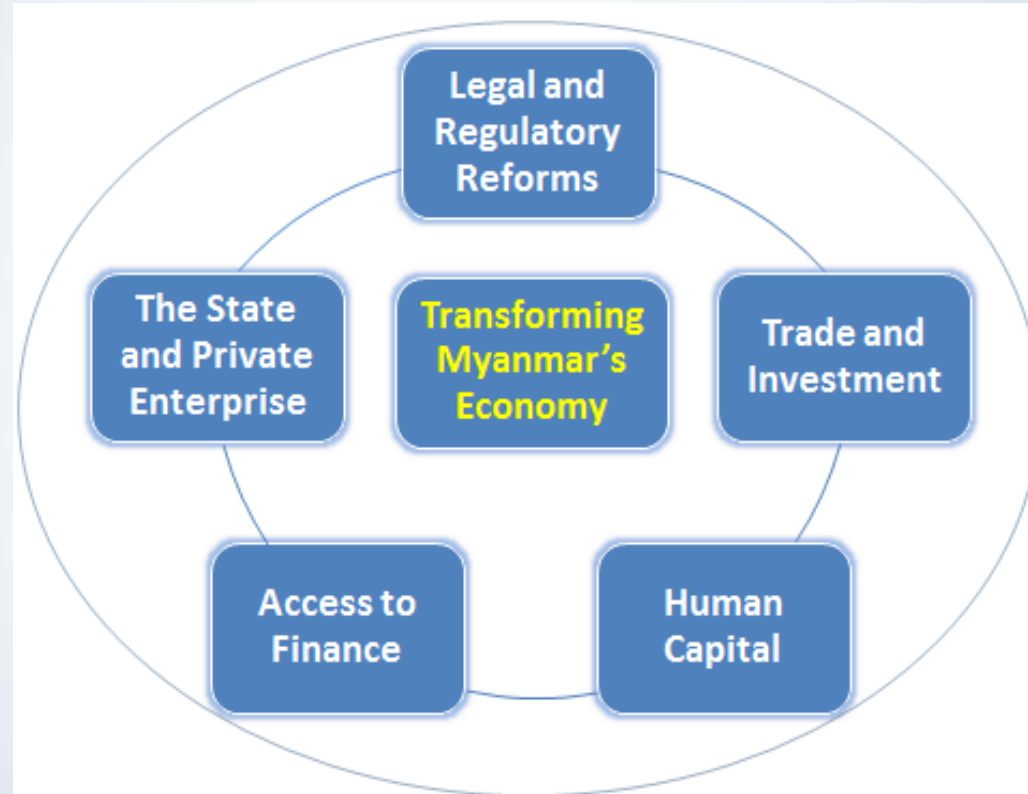 Legal and
Regulatory
Reforms
The State
and Private
Enterprise
Transforming
Myanmar’s
Economy
Trade and
Investment
Access to
Finance
Human
Capital